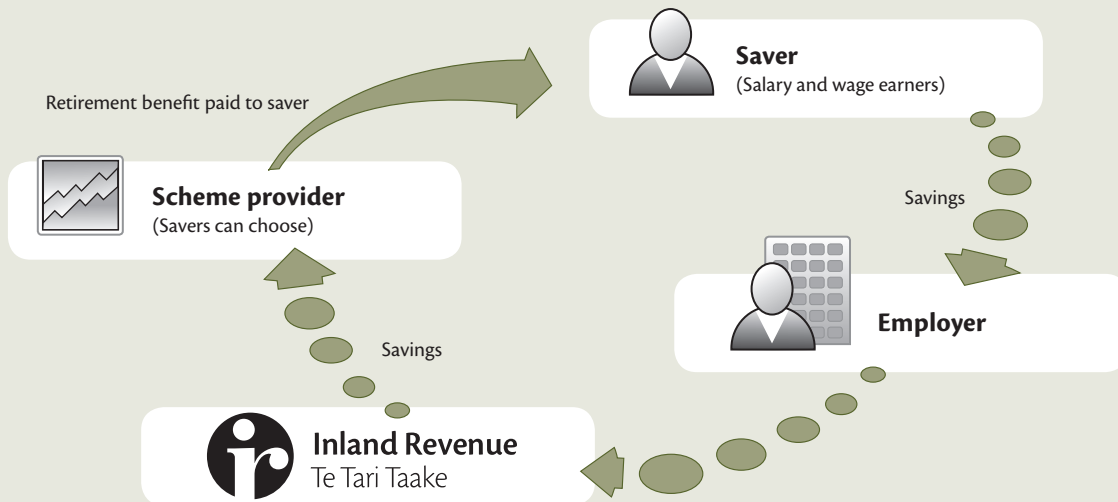 Saver
(Salary and wage earners)
Retirement benefit paid to saver
Scheme provider
(Savers can choose)
Savings
Employer
Savings
ir
Inland Revenue
Te Tari Taake